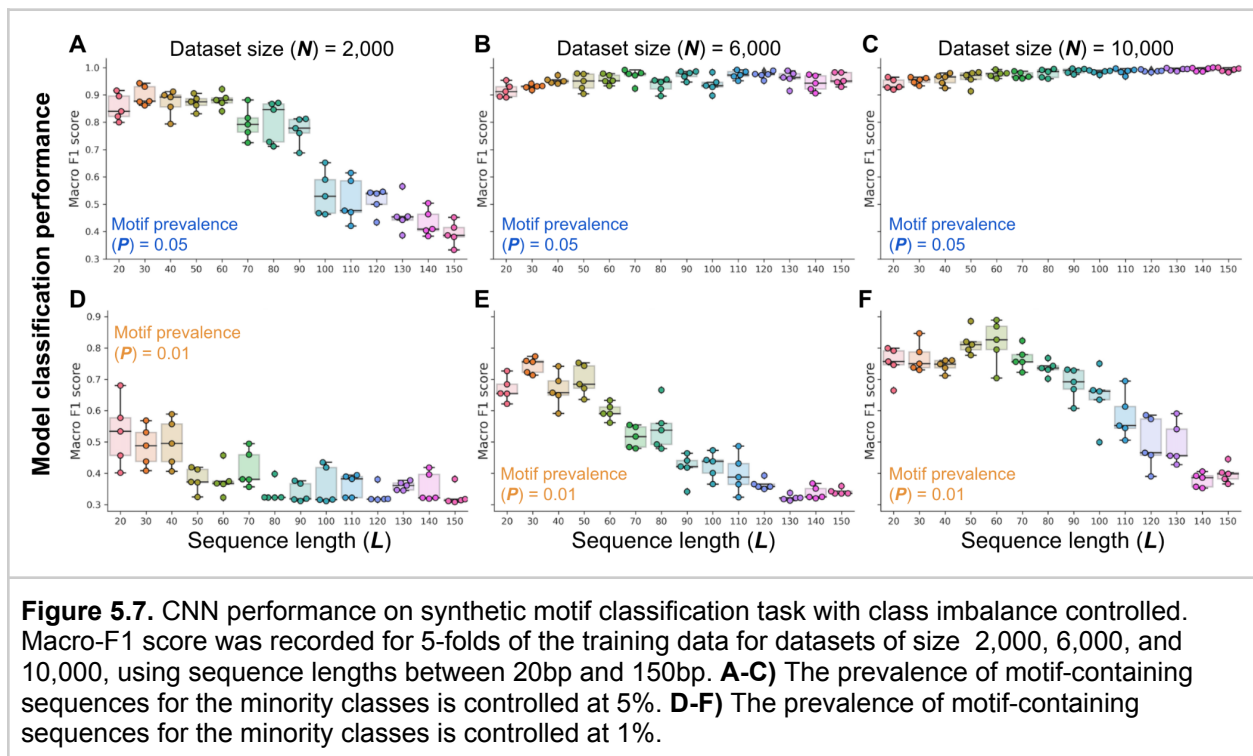 Model classification performance
A
Dataset size (N) = 2,000
Macro F1 score
1.0
0.9
0.8
0.7
0.6
0.5
0.4
0.3
Motif prevalence
(P) = 0.05
20 30 40 50 60 70 80 90 100 110 120 130 140 150
B
Dataset size (N) = 6,000
Macro F1 score
Motif prevalence
(P) = 0.05
20 30 40 50 60 70 80 90 100 110 120 130 140 150
C
Dataset size (N) = 10,000
Macro F1 score
Motif prevalence
(P) = 0.05
20 30 40 50 60 70 80 90 100 110 120 130 140 150
D
Macro F1 score
0.9
0.8
0.7
0.6
0.5
0.4
0.3
Motif prevalence
(P) = 0.01
20 30 40 50 60 70 80 90 100 110 120 130 140 150
Sequence length (L)
E
Macro F1 score
Motif prevalence
(P) = 0.01
20 30 40 50 60 70 80 90 100 110 120 130 140 150
Sequence length (L)
F
Macro F1 score
Motif prevalence
(P) = 0.01
20 30 40 50 60 70 80 90 100 110 120 130 140 150
Sequence length (L)
Figure 5.7. CNN performance on synthetic motif classification task with class imbalance controlled.
Macro-F1 score was recorded for 5-folds of the training data for datasets of size 2,000, 6,000, and
10,000, using sequence lengths between 20bp and 150bp. A-C) The prevalence of motif-containing
sequences for the minority classes is controlled at 5%. D-F) The prevalence of motif-containing
sequences for the minority classes is controlled at 1%.